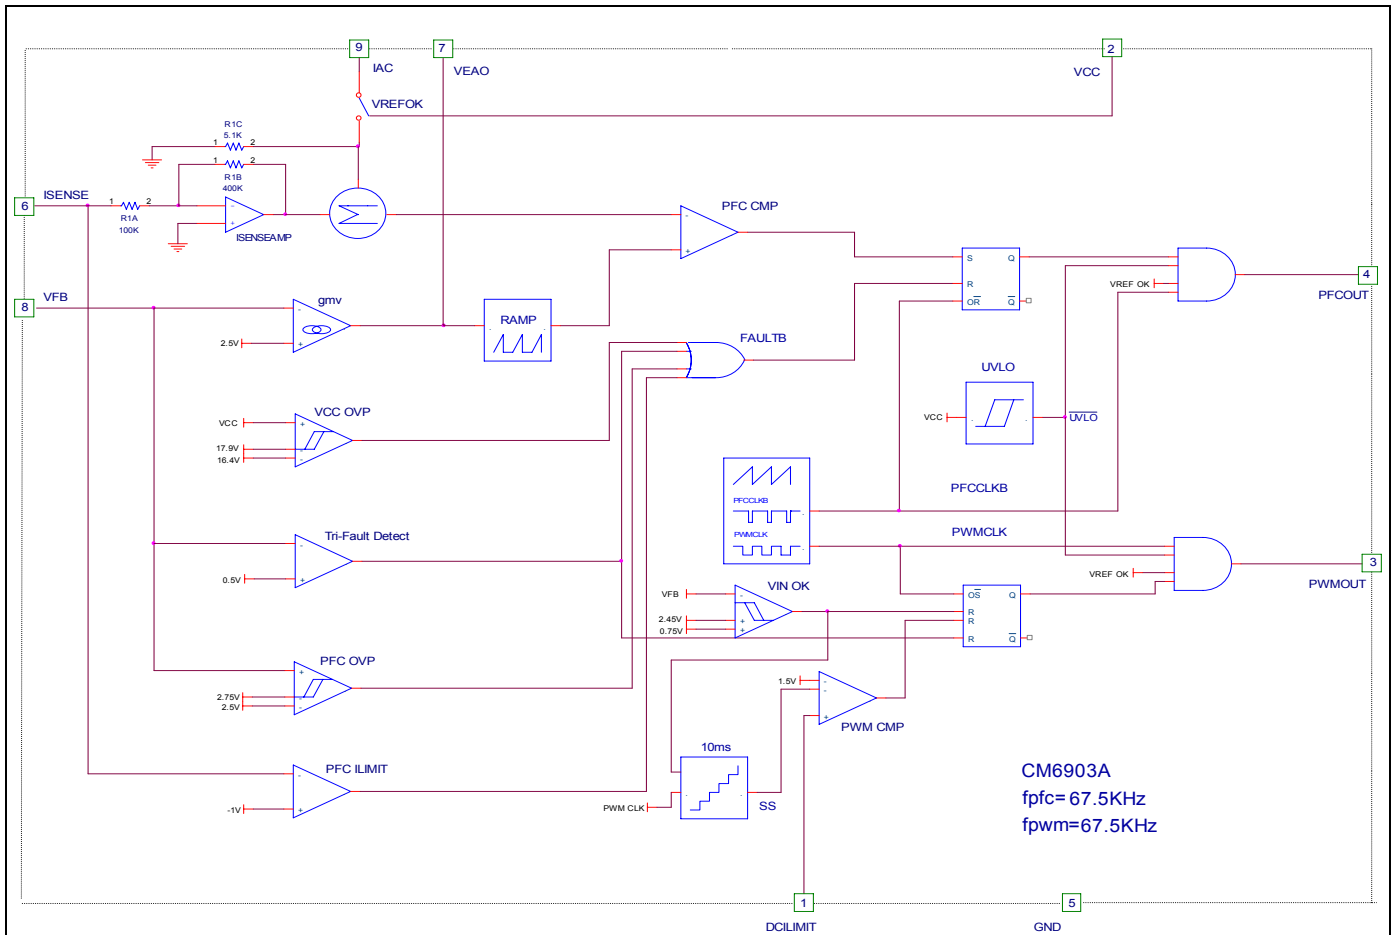 9
IAC
7
VEAO
2
VCC
VREFOK
R1C
5.1K
1 2
1 2
R1B
400K
6
ISENSE
1 2
R1A
100K
-
+
ISENSEAMP
PFC CMP
-
+
S Q
R
OR Q
VREF OK
4
PFCOUT
8
VFB
gmv
-
+
2.5V
RAMP
FAULTB
UVLO
VCC
UVLO
VCC OVP
VCC
+
17.9V
16.4V
-
-
PFCCLKB
PFCCLKB
PWMCLK
PWMCLK
Tri-Fault Detect
-
+
0.5V
VIN OK
VFB
-
2.45V
0.75V
+
+
OS Q
R
R
R Q
VREF OK
3
PWMOUT
PFC OVP
+
2.75V
2.5V
-
-
1.5V
-
-
+
PWM CMP
PFC ILIMIT
-
+
-1V
10ms
PWM CLK
SS
CM6903A
fpfc= 67.5KHz
fpwm=67.5KHz
1
DCILIMIT
5
GND